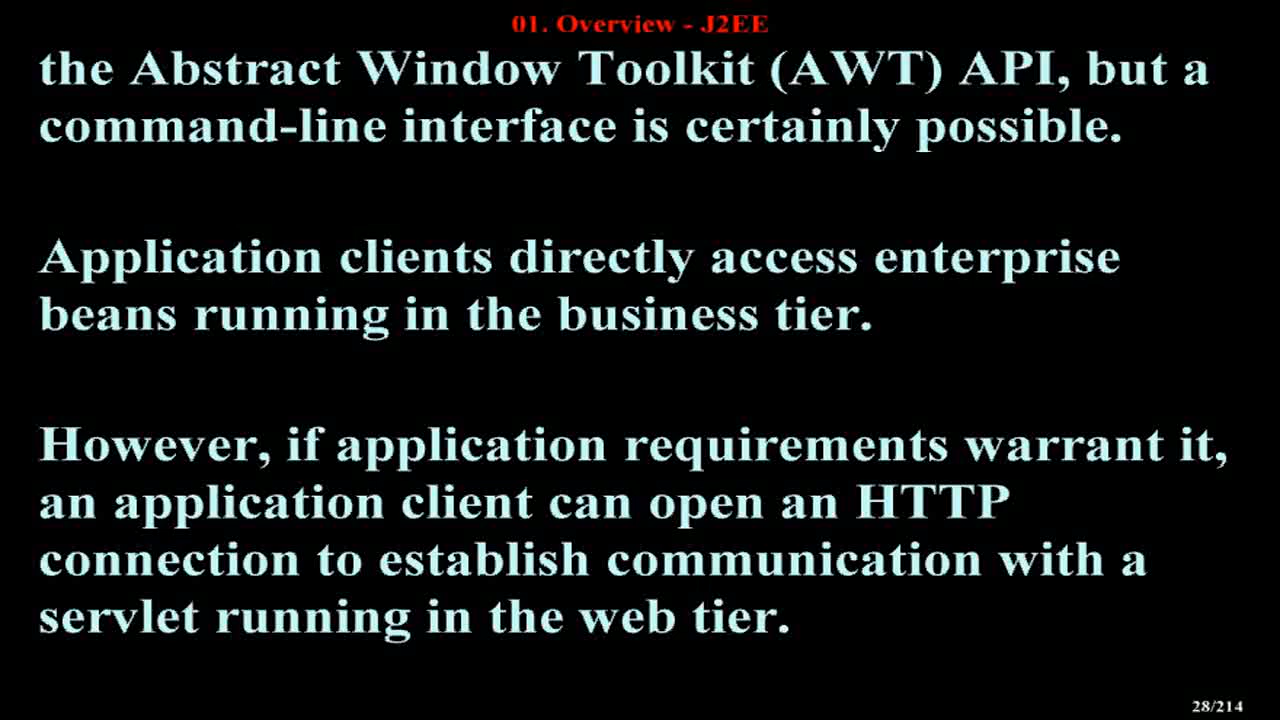 01. Overview - J2EE
the Abstract Window Toolkit (AWT) API, but a
command-line interface is certainly possible.
Application clients directly access enterprise
beans running in the business tier.
However, if application requirements warrant it,
an application client can open an HTTP
connection to establish communication with a
servlet running in the web tier.
28/214